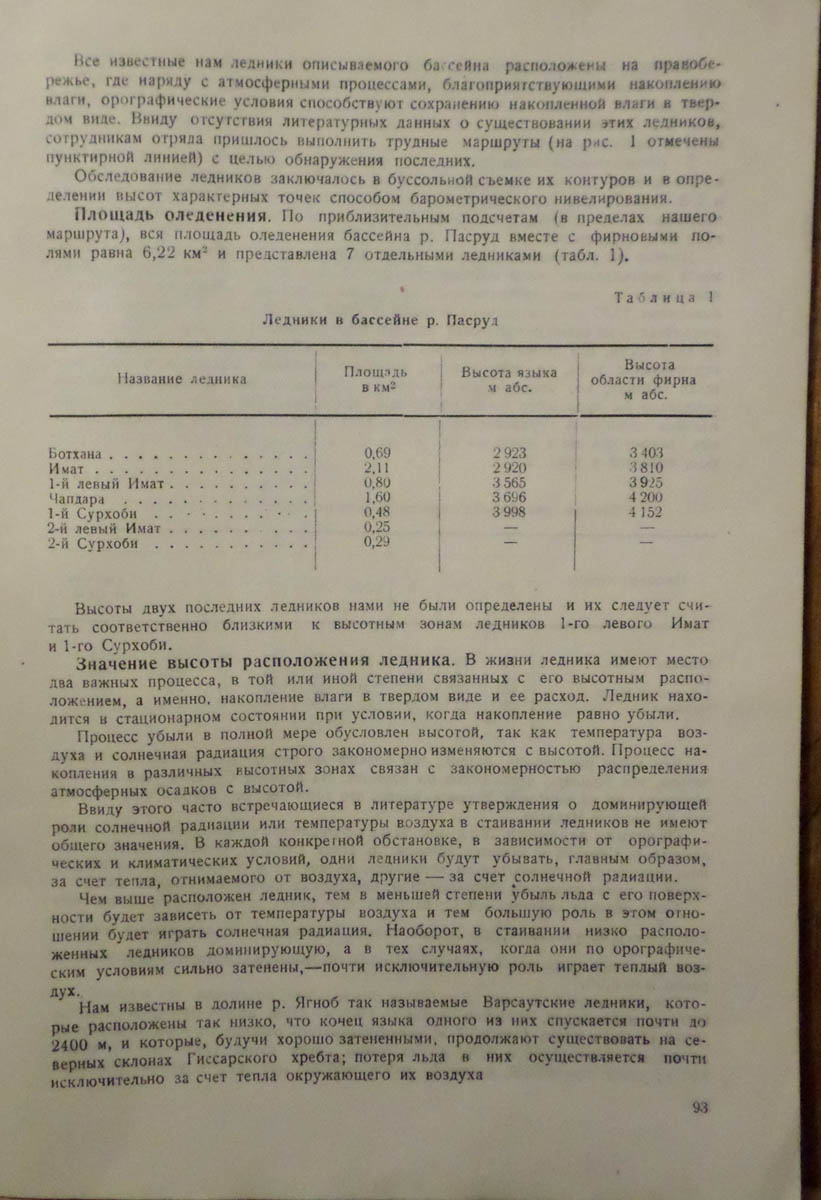 Все известные нам ледники описываемого бассейна расположены на правобе-
режье, где наряду с атмосферными процессами, благоприятствующими накоплению
влаги, орографические условия способствуют сохранению накопленной влаги в твер-
дом виде. Ввиду отсутствия литературных данных о существовании этих ледников,
сотрудникам отряда пришлось выполнить трудные маршруты (на рис. 1 отмечены
пунктирной линией) с целью обнаружения последних.
Обследование ледников заключалось в буссольной съемке их контуров и в опре-
делении высот характерных точек способом барометрического нивелирования.
Площадь оледенения. По приблизительным подсчетам (в пределах нашего
маршрута), вся площадь оледенения бассейна р. Пасруд вместе с фирновыми по-
лями равна 6,22 км² и представлена 7 отдельными ледниками (табл. 1).
Таблица 1
Ледники в бассейне р. Пасруд
Название ледника | Площадь в км² | Высота языка м абс. | Высота области фирна м абс.
Ботхана . . . . . . . . . . . . . . | 0,69 | 2 923 | 3 403
Имат . . . . . . . . . . . . . . . | 2,11 | 2 920 | 3 810
1-й левый Имат . . . . . . . . . . | 0,80 | 3 565 | 3 925
Чапдара . . . . . . . . . . . . . | 1,60 | 3 696 | 4 200
1-й Сурхоби . . . . . . . . . . . | 0,48 | 3 998 | 4 152
2-й левый Имат . . . . . . . . . . | 0,25 | — | —
2-й Сурхоби . . . . . . . . . . . | 0,29 | — | —
Высоты двух последних ледников нами не были определены и их следует счи-
тать соответственно близкими к высотным зонам ледников 1-го левого Имат
и 1-го Сурхоби.
Значение высоты расположения ледника. В жизни ледника имеют место
два важных процесса, в той или иной степени связанных с его высотным распо-
ложением, а именно, накопление влаги в твердом виде и ее расход. Ледник нахо-
дится в стационарном состоянии при условии, когда накопление равно убыли.
Процесс убыли в полной мере обусловлен высотой, так как температура воз-
духа и солнечная радиация строго закономерно изменяются с высотой. Процесс на-
копления в различных высотных зонах связан с закономерностью распределения
атмосферных осадков с высотой.
Ввиду этого часто встречающиеся в литературе утверждения о доминирующей
роли солнечной радиации или температуры воздуха в стаивании ледников не имеют
общего значения. В каждой конкретной обстановке, в зависимости от орографи-
ческих и климатических условий, одни ледники будут убывать, главным образом,
за счет тепла, отнимаемого от воздуха, другие — за счет солнечной радиации.
Чем выше расположен ледник, тем в меньшей степени убыль льда с его поверх-
ности будет зависеть от температуры воздуха и тем большую роль в этом отно-
шении будет играть солнечная радиация. Наоборот, в стаивании низко располо-
женных ледников доминирующую, а в тех случаях, когда они по орографиче-
ским условиям сильно затенены,—почти исключительную роль играет теплый воз-
дух.
Нам известны в долине р. Ягноб так называемые Варсаутские ледники, кото-
рые расположены так низко, что конец языка одного из них спускается почти до
2400 м, и которые, будучи хорошо затененными, продолжают существовать на се-
верных склонах Гиссарского хребта; потеря льда в них осуществляется почти
исключительно за счет тепла окружающего их воздуха
93